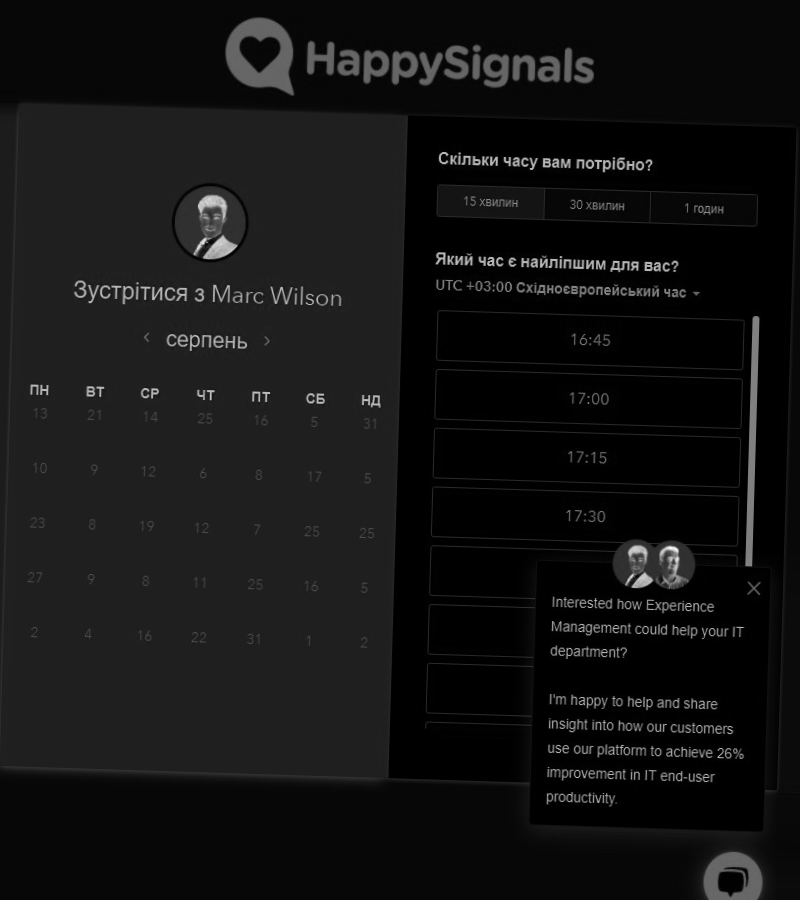 HappySignals
Зустрітися з Marc Wilson
серпень
ПН ВТ СР ЧТ ПТ СБ НД
13 21 14 25 16 5 31
10 9 12 6 8 17 5
23 8 19 12 7 25 25
27 9 8 11 25 16 5
2 4 16 22 31 1 2
Скільки часу вам потрібно?
15 хвилин 30 хвилин 1 годин
Який час є найліпшим для вас?
UTC +03:00 Східноєвропейський час
16:45
17:00
17:15
17:30
Interested how Experience
Management could help your IT
department?
I'm happy to help and share
insight into how our customers
use our platform to achieve 26%
improvement in IT end-user
productivity.